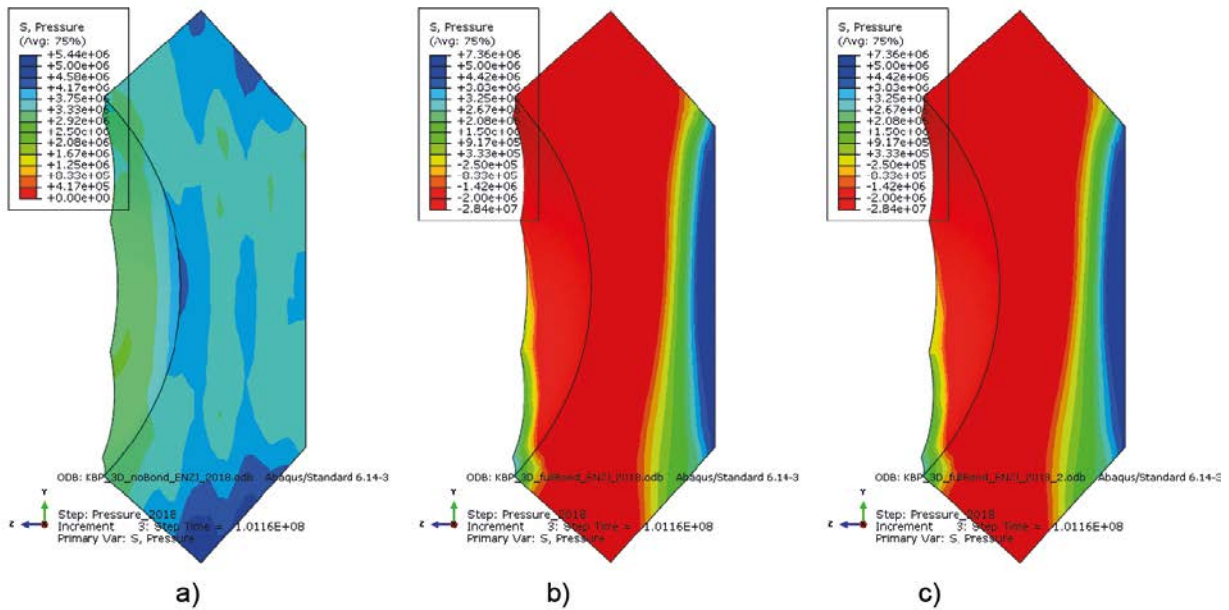 S, Pressure
(Avg: 75%)
+5.44e+06
+5.00e+06
+4.58e+06
+4.17e+06
+3.75e+06
+3.33e+06
+2.92e+06
+2.08e+06
+1.67e+06
+1.25e+06
+8.33e+05
+4.17e+05
+0.00e+00
ODB: KBP_3D_noBond_ENZI_2018.odb Abaqus/Standard 6.14-3
Y
Z
Step: Pressure_2018
Increment 3: Step Time = 1.0116E+08
Primary Var: S, Pressure
a)
S, Pressure
(Avg: 75%)
+7.36e+06
+5.00e+06
+4.42e+06
+3.83e+06
+3.25e+06
+2.67e+06
+2.08e+06
+1.50e+06
+9.17e+05
+3.33e+05
-2.50e+05
-8.33e+05
-1.42e+06
-2.00e+06
-2.84e+07
ODB: KBP_3D_fullBond_ENZI_2018.odb Abaqus/Standard 6.14-3
Y
Z
Step: Pressure_2018
Increment 3: Step Time = 1.0116E+08
Primary Var: S, Pressure
b)
S, Pressure
(Avg: 75%)
+7.36e+06
+5.00e+06
+4.42e+06
+3.83e+06
+3.25e+06
+2.67e+06
+2.08e+06
+1.50e+06
+9.17e+05
+3.33e+05
-2.50e+05
-8.33e+05
-1.42e+06
-2.00e+06
-2.84e+07
ODB: KBP_3D_fullBond_ENZI_2018_2.odb Abaqus/Standard 6.14-3
Y
Z
Step: Pressure_2018
Increment 3: Step Time = 1.0116E+08
Primary Var: S, Pressure
c)